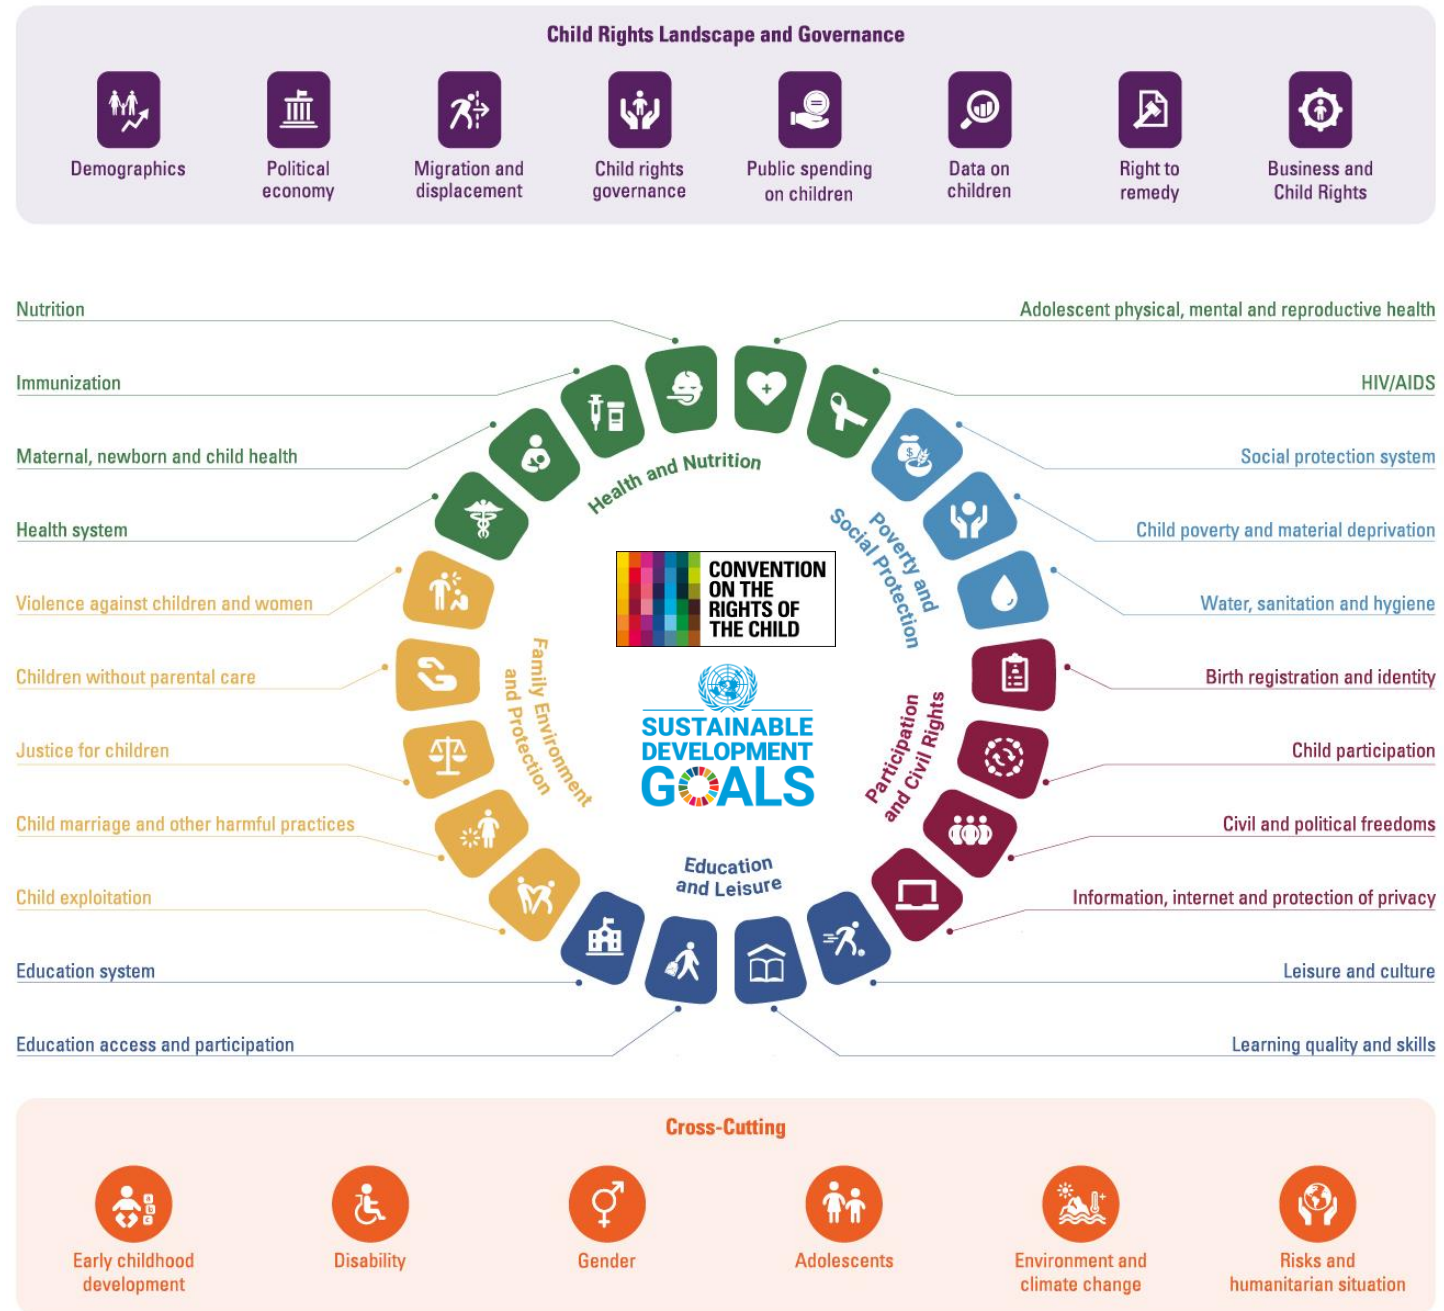 Child Rights Landscape and Governance
Demographics
Political
economy
Migration and
displacement
Child rights
governance
Public spending
on children
Data on
children
Right to
remedy
Business and
Child Rights
Nutrition
Immunization
Maternal, newborn and child health
Health system
Violence against children and women
Children without parental care
Justice for children
Child marriage and other harmful practices
Child exploitation
Education system
Education access and participation
Adolescent physical, mental and reproductive health
HIV/AIDS
Social protection system
Child poverty and material deprivation
Water, sanitation and hygiene
Birth registration and identity
Child participation
Civil and political freedoms
Information, internet and protection of privacy
Leisure and culture
Learning quality and skills
Health and Nutrition
Poverty and
Social Protection
Family Environment
and Protection
Participation
and Civil Rights
Education
and Leisure
CONVENTION
ON THE
RIGHTS OF
THE CHILD
SUSTAINABLE
DEVELOPMENT
GOALS
$
a
b
c
Cross-Cutting
Early childhood
development
Disability
Gender
Adolescents
Environment and
climate change
Risks and
humanitarian situation